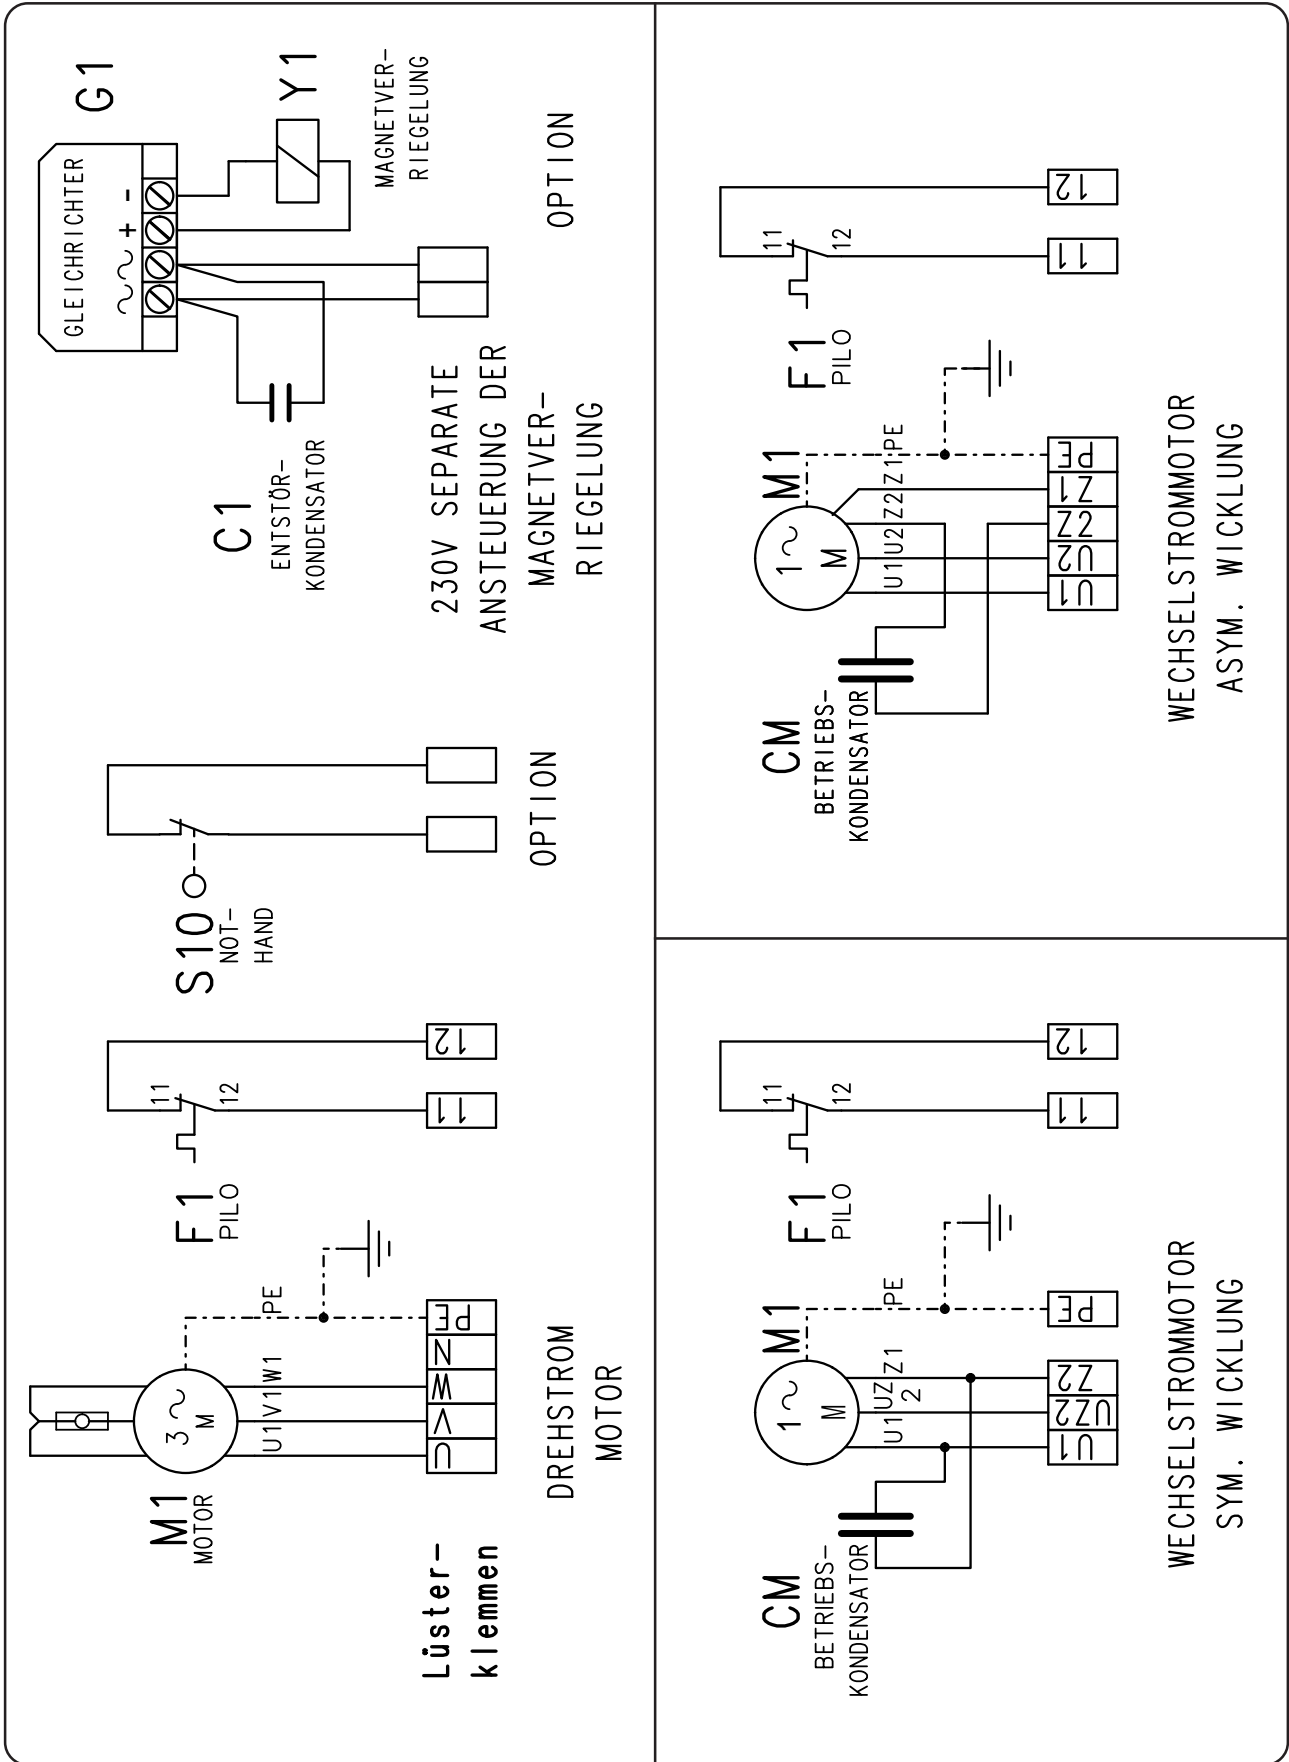 M1
MOTOR
3
M
U1 V1 W1
PE
U
V
W
N
PE
Lüster-
klemmen
DREHSTROM
MOTOR
F1
PILO
11
12
11
12
S10
NOT-
HAND
OPTION
G1
GLEICHRICHTER
~ ~ + -
Y1
MAGNETVER-
RIEGELUNG
C1
ENTSTÖR-
KONDENSATOR
230V SEPARATE
ANSTEUERUNG DER
MAGNETVER-
RIEGELUNG
OPTION
CM
BETRIEBS-
KONDENSATOR
M1
1~
M
U1 UZ Z1
2
PE
U1
UZ2
Z2
PE
WECHSELSTROMMOTOR
SYM. WICKLUNG
F1
PILO
11
12
11
12
CM
BETRIEBS-
KONDENSATOR
M1
1~
M
U1 U2 Z2 Z1 PE
U1
U2
Z2
Z1
PE
WECHSELSTROMMOTOR
ASYM. WICKLUNG
F1
PILO
11
12
11
12